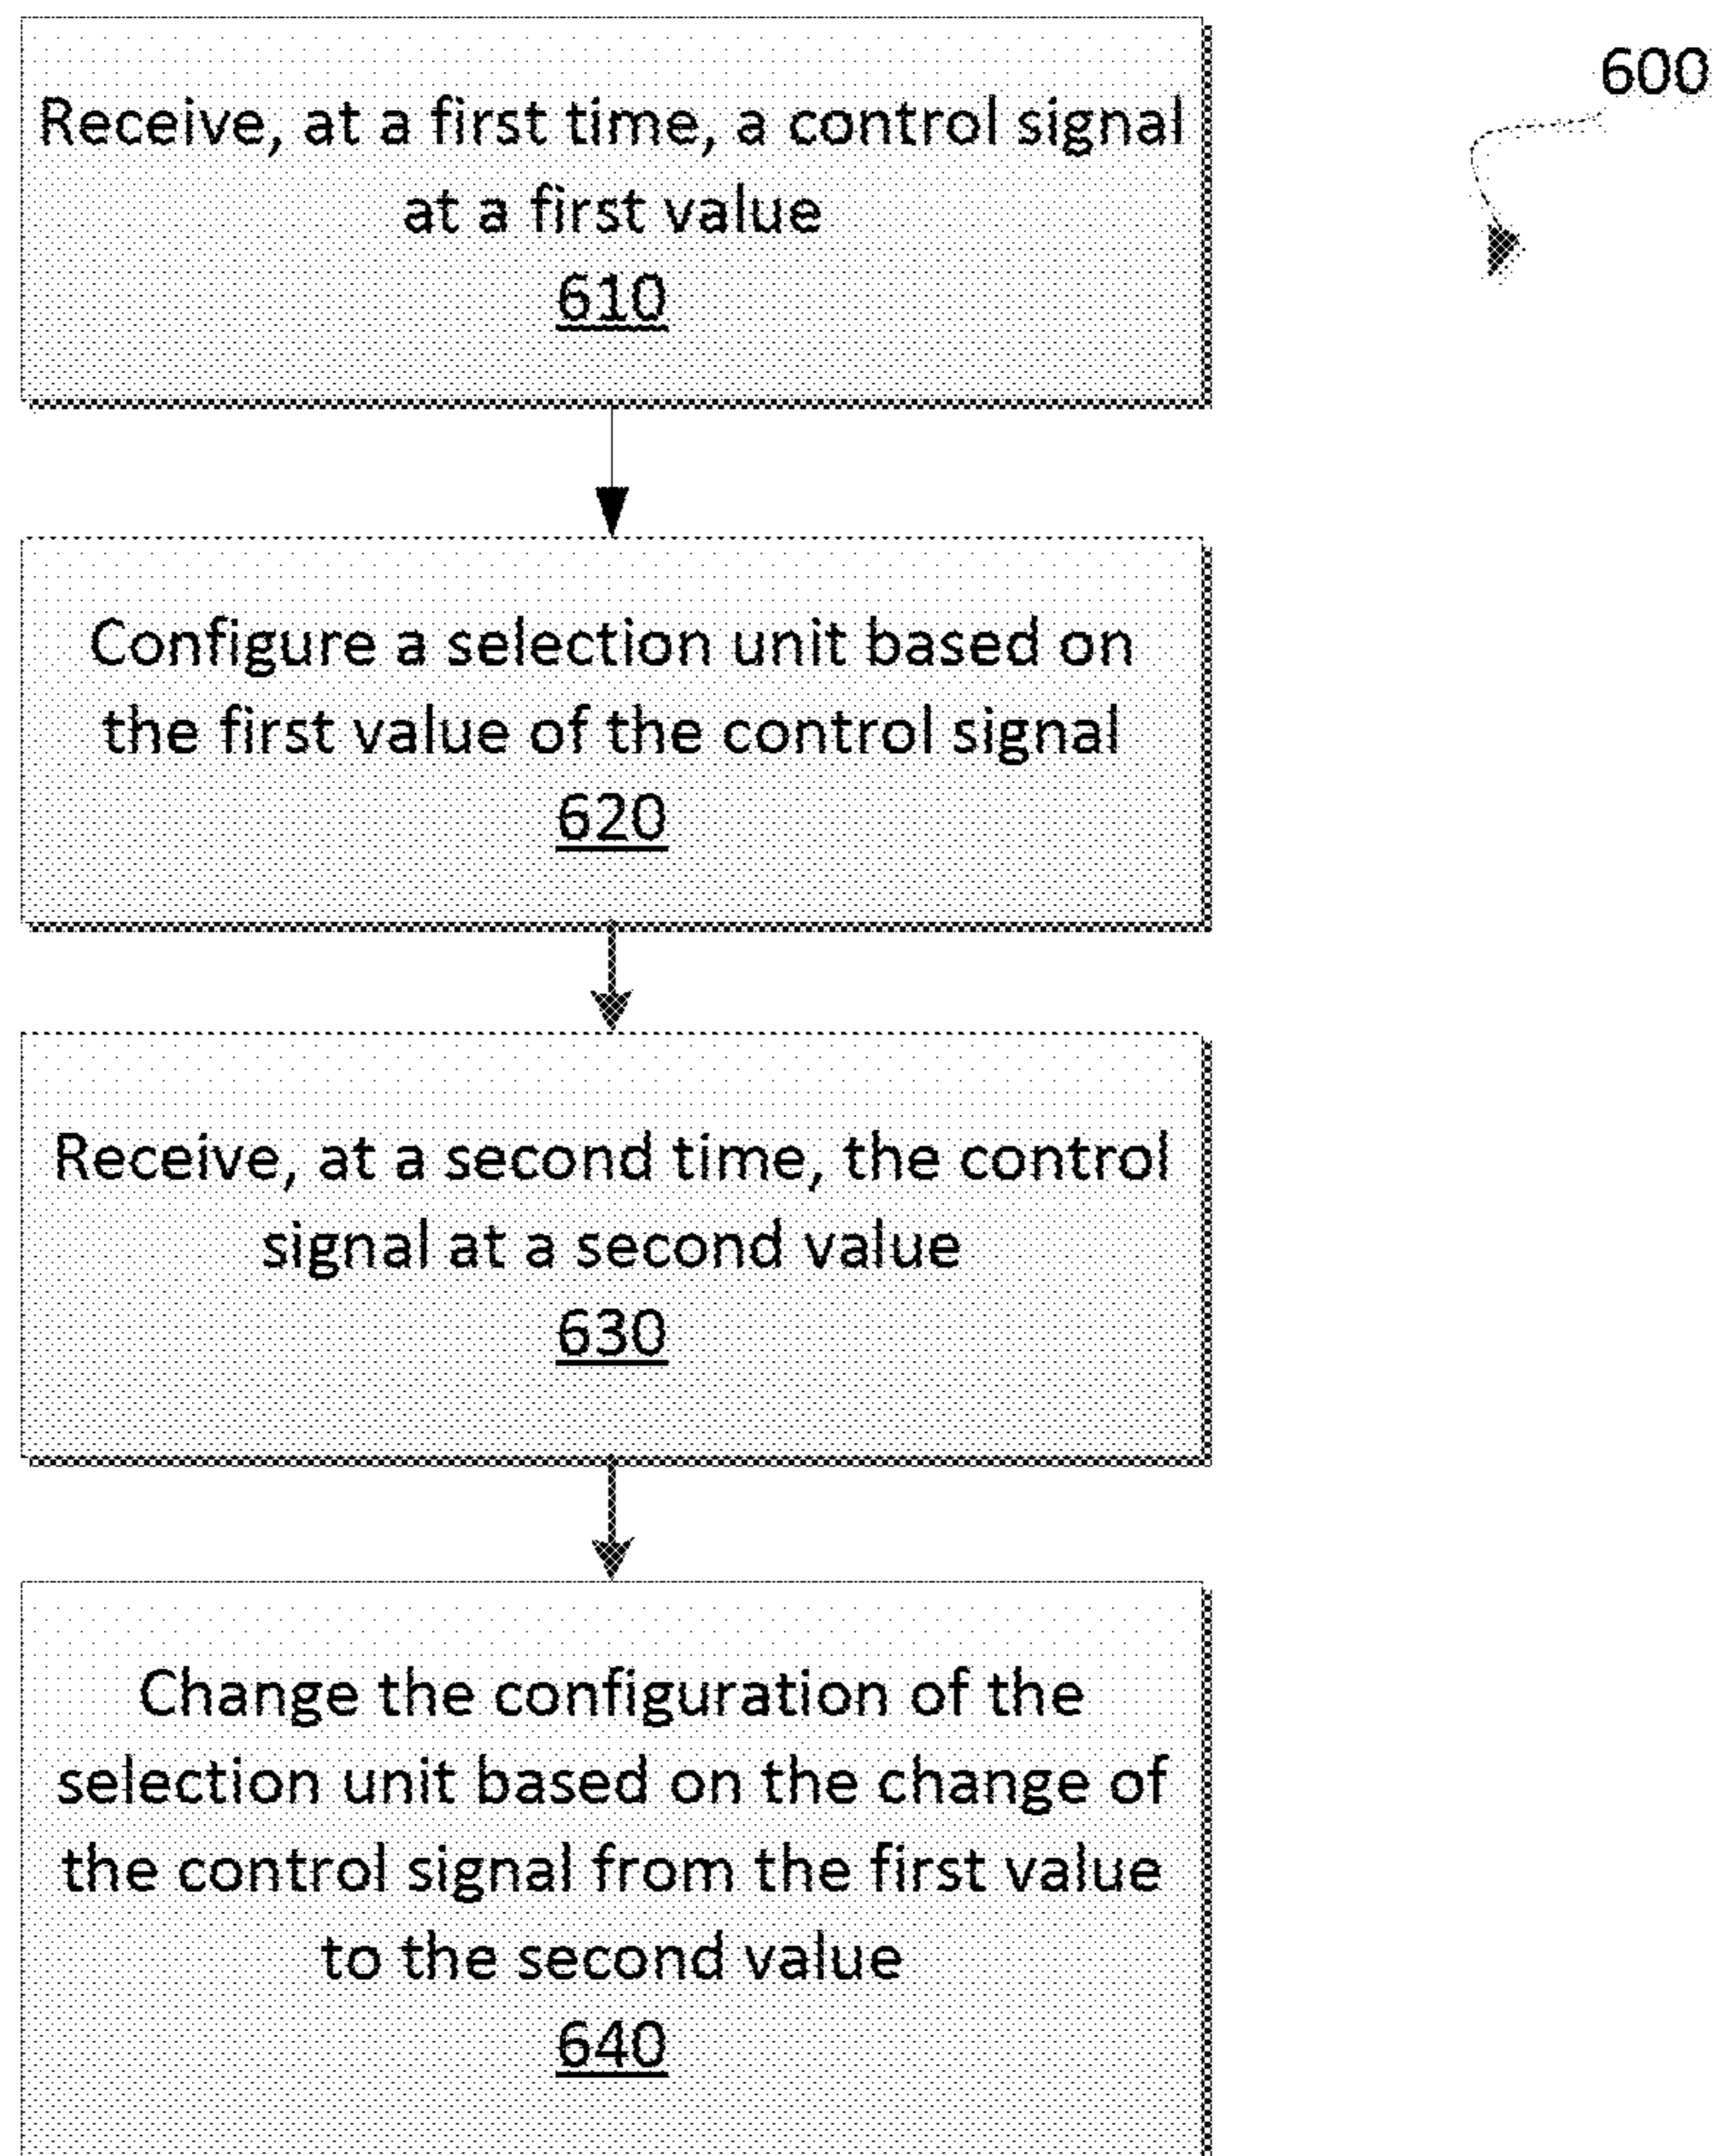 600
Receive, at a first time, a control signal
at a first value
610
Configure a selection unit based on
the first value of the control signal
620
Receive, at a second time, the control
signal at a second value
630
Change the configuration of the
selection unit based on the change of
the control signal from the first value
to the second value
640